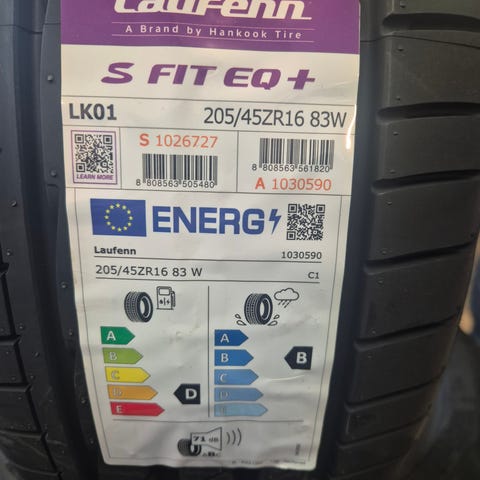 Laufenn
A Brand by Hankook Tire
S FIT EQ+
LK01 205/45ZR16 83W
S 1026727
LEARN MORE
8 808563 505480
8 808563 561820
A 1030590
ENERG
Laufenn 1030590
205/45ZR16 83 W C1
A
B
C
D
E
D
A
B
C
D
E
B
71 dB
ABC